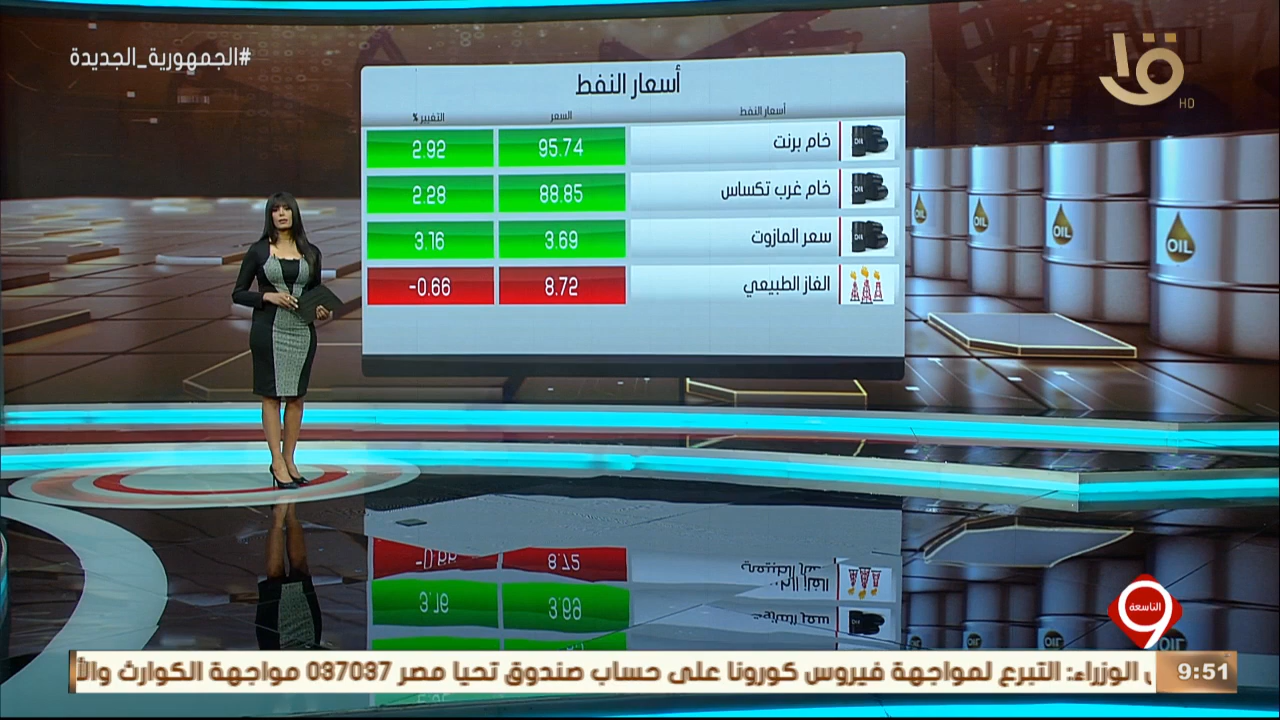 #الجمهورية_الجديدة
HD
أسعار النفط
أسعار النفط السعر التغيير %
خام برنت 95.74 2.92
خام غرب تكساس 88.85 2.28
سعر المازوت 3.69 3.16
الغاز الطبيعي 8.72 -0.66
OIL OIL OIL OIL
التاسعة
9
الوزراء: التبرع لمواجهة فيروس كورونا على حساب صندوق تحيا مصر 037037 مواجهة الكوارث
9:51